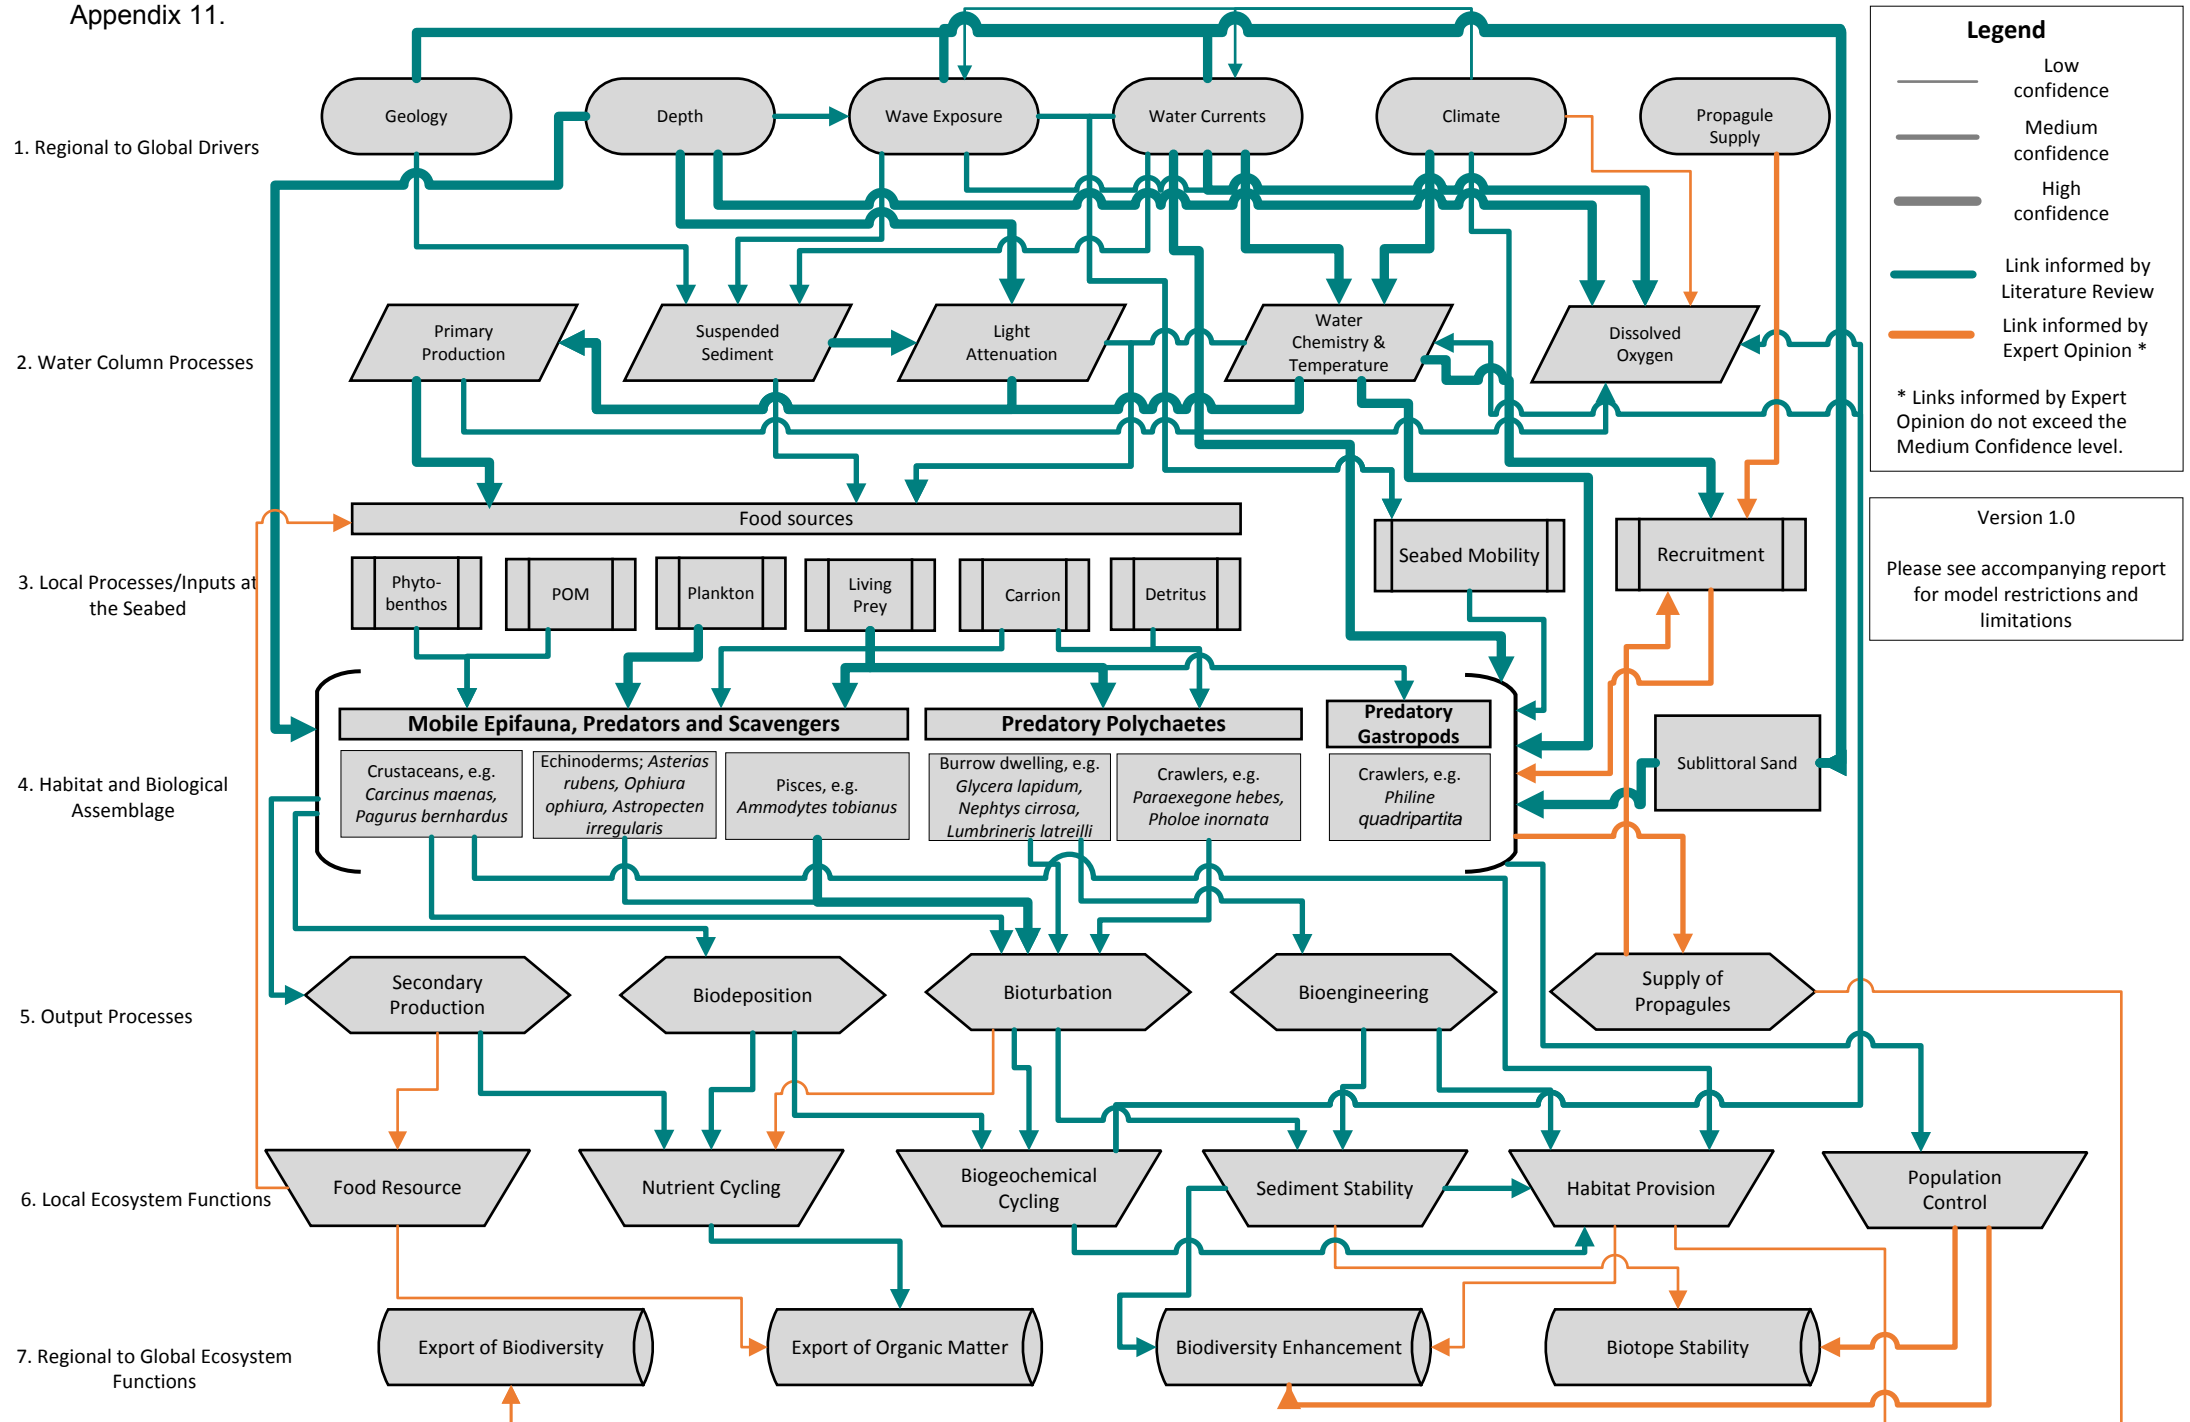 Appendix 11.
Legend
Low
confidence
Medium
confidence
High
confidence
Link informed by
Literature Review
Link informed by
Expert Opinion *
* Links informed by Expert
Opinion do not exceed the
Medium Confidence level.
Version 1.0
Please see accompanying report
for model restrictions and
limitations
1. Regional to Global Drivers
Geology
Depth
Wave Exposure
Water Currents
Climate
Propagule
Supply
2. Water Column Processes
Primary
Production
Suspended
Sediment
Light
Attenuation
Water
Chemistry &
Temperature
Dissolved
Oxygen
3. Local Processes/Inputs at
the Seabed
Food sources
Phyto-
benthos
POM
Plankton
Living
Prey
Carrion
Detritus
Seabed Mobility
Recruitment
4. Habitat and Biological
Assemblage
Mobile Epifauna, Predators and Scavengers
Predatory Polychaetes
Predatory
Gastropods
Crustaceans, e.g.
Carcinus maenas,
Pagurus bernhardus
Echinoderms; Asterias
rubens, Ophiura
ophiura, Astropecten
irregularis
Pisces, e.g.
Ammodytes tobianus
Burrow dwelling, e.g.
Glycera lapidum,
Nephtys cirrosa,
Lumbrineris latreilli
Crawlers, e.g.
Paraexegone hebes,
Pholoe inornata
Crawlers, e.g.
Philine
quadripartita
Sublittoral Sand
5. Output Processes
Secondary
Production
Biodeposition
Bioturbation
Bioengineering
Supply of
Propagules
6. Local Ecosystem Functions
Food Resource
Nutrient Cycling
Biogeochemical
Cycling
Sediment Stability
Habitat Provision
Population
Control
7. Regional to Global Ecosystem
Functions
Export of Biodiversity
Export of Organic Matter
Biodiversity Enhancement
Biotope Stability